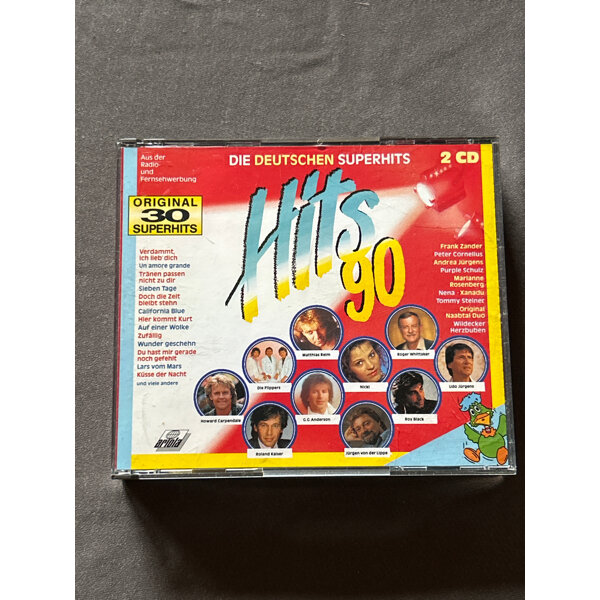 Aus der
Radio-
und
Fernsehwerbung
DIE DEUTSCHEN SUPERHITS
2 CD
ORIGINAL
30
SUPERHITS
Hits
90
Verdammt,
ich lieb dich
Un amore grande
Tränen passen
nicht zu dir
Sieben Tage
Doch die Zeit
bleibt stehn
California Blue
Hier kommt Kurt
Auf einer Wolke
Zufällig
Wunder geschehn
Du hast mir gerade
noch gefehlt
Lars vom Mars
Küsse der Nacht
und viele andere
Frank Zander
Peter Cornelius
Andrea Jürgens
Purple Schulz
Marianne
Rosenberg
Nena - Xanadu
Tommy Steiner
Original
Naabtal Duo
Wildecker
Herzbuben
Matthias Reim
Roger Whittaker
Die Flippers
Nicki
Udo Jürgens
Howard Carpendale
G.G. Anderson
Roy Black
Roland Kaiser
Jürgen von der Lippe
ariola